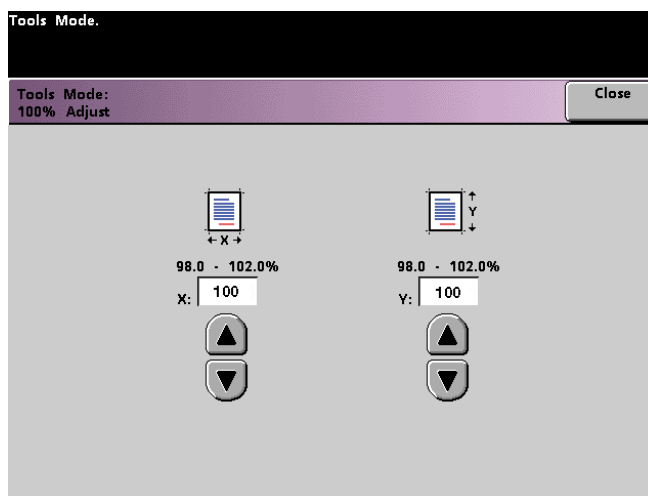 Tools Mode.
Tools Mode:
100% Adjust
Close
X
Y
98.0 - 102.0%
98.0 - 102.0%
X: 100
Y: 100